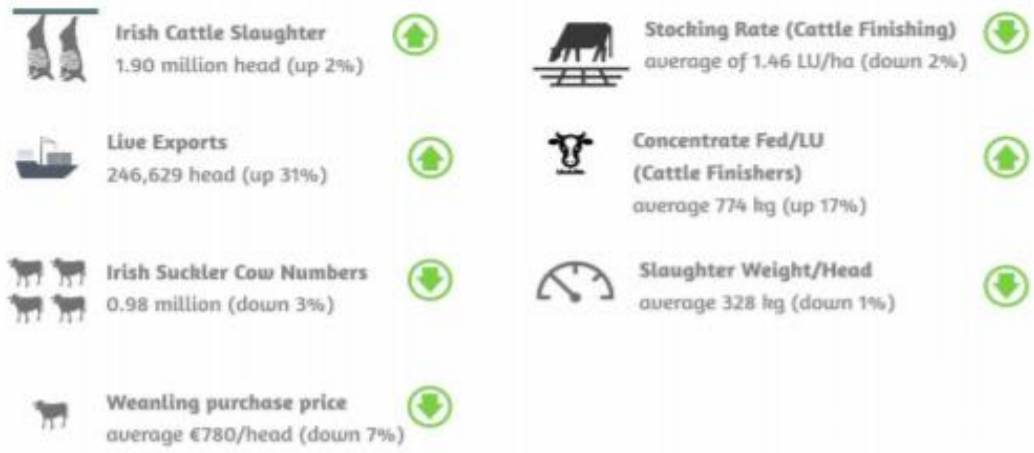 Irish Cattle Slaughter
1.90 million head (up 2%)
Live Exports
246,629 head (up 31%)
Irish Suckler Cow Numbers
0.98 million (down 3%)
Weanling purchase price
average €780/head (down 7%)
Stocking Rate (Cattle Finishing)
average of 1.46 LU/ha (down 2%)
Concentrate Fed/LU
(Cattle Finishers)
average 774 kg (up 17%)
Slaughter Weight/Head
average 328 kg (down 1%)